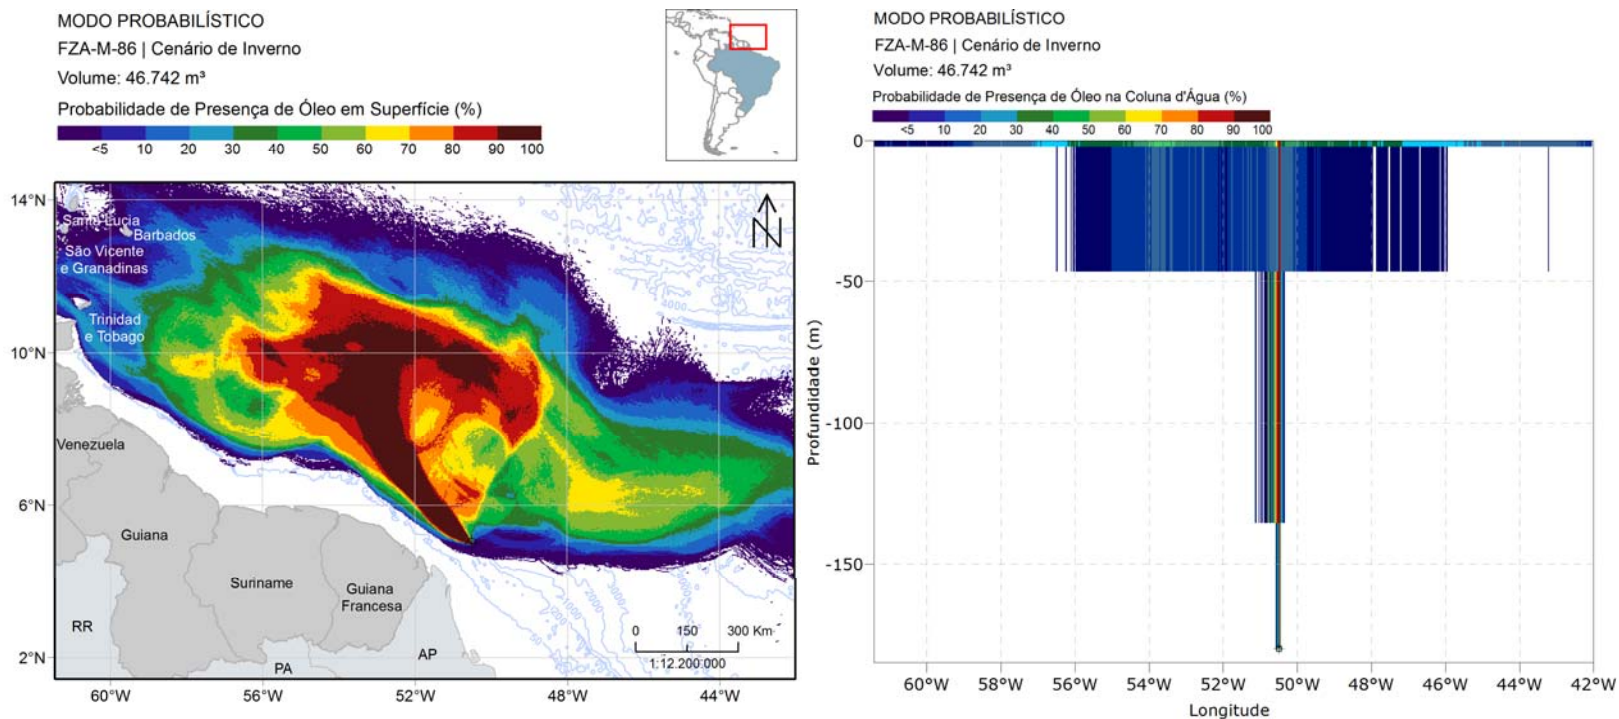 MODO PROBABILÍSTICO
FZA-M-86 | Cenário de Inverno
Volume: 46.742 m³
Probabilidade de Presença de Óleo em Superfície (%)
<5 10 20 30 40 50 60 70 80 90 100
14°N
10°N
6°N
2°N
Santa Lucia
Barbados
São Vicente
e Granadinas
Trinidad
e Tobago
Venezuela
Guiana
Suriname
Guiana
Francesa
RR
PA
AP
N
4000
1000
2000
3000
0 150 300 Km
1:12.200.000
60°W 56°W 52°W 48°W 44°W
MODO PROBABILÍSTICO
FZA-M-86 | Cenário de Inverno
Volume: 46.742 m³
Probabilidade de Presença de Óleo na Coluna d'Água (%)
<5 10 20 30 40 50 60 70 80 90 100
Profundidade (m)
0
-50
-100
-150
60°W 58°W 56°W 54°W 52°W 50°W 48°W 46°W 44°W 42°W
Longitude